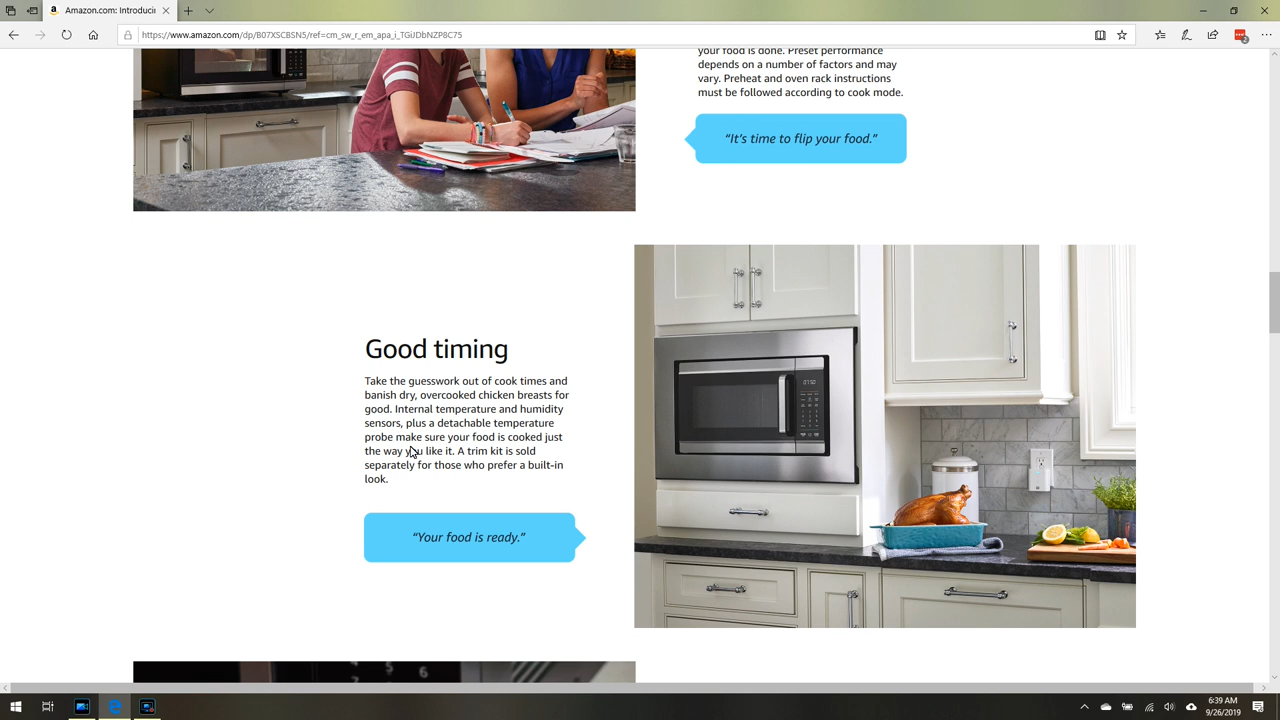 Amazon.com: Introducin
https://www.amazon.com/dp/B07XSCBSN5/ref=cm_sw_r_em_apa_i_TGUDbNZP8C75
your food is done. Preset performance
depends on a number of factors and may
vary. Preheat and oven rack instructions
must be followed according to cook mode.
“It’s time to flip your food.”
Good timing
Take the guesswork out of cook times and
banish dry, overcooked chicken breasts for
good. Internal temperature and humidity
sensors, plus a detachable temperature
probe make sure your food is cooked just
the way you like it. A trim kit is sold
separately for those who prefer a built-in
look.
“Your food is ready.”
5
6
6:39 AM
9/26/2019